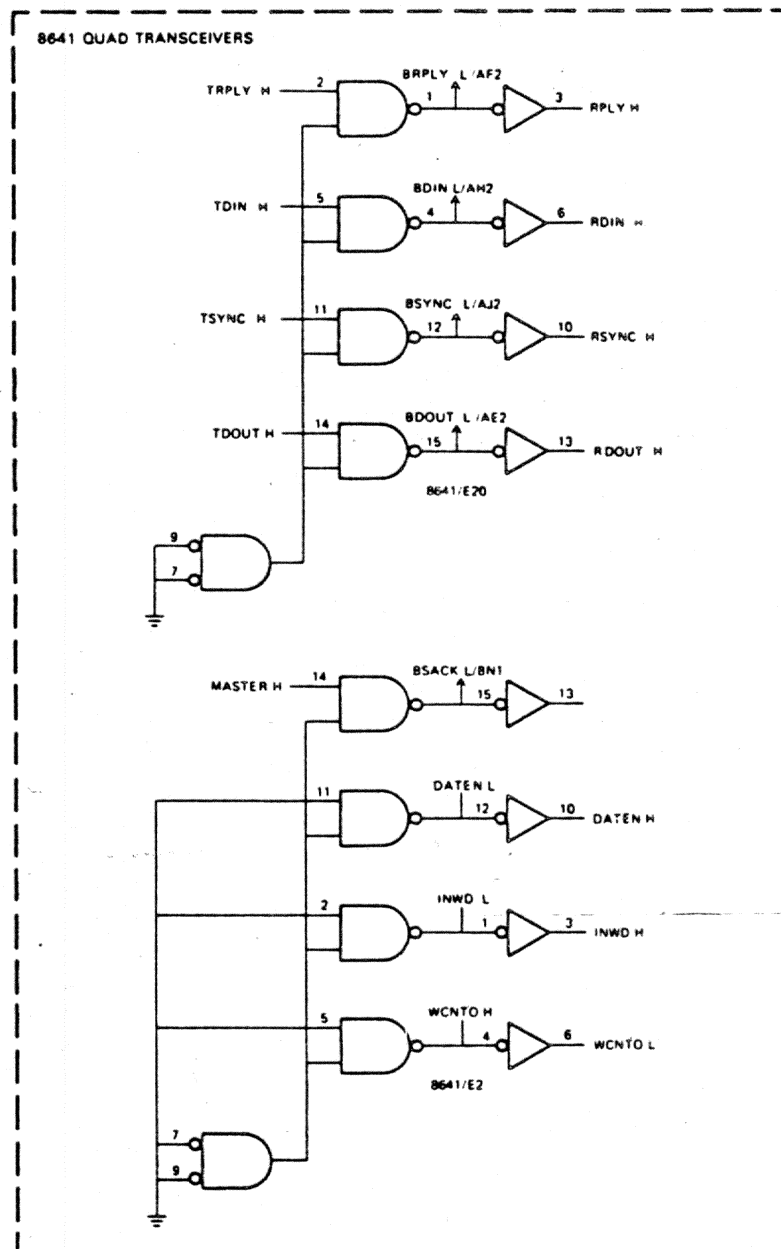 8641 QUAD TRANSCEIVERS
BRPLY L/AF2
TRPLY H 2 1 3 RPLY H
BDIN L/AH2
TDIN H 5 4 6 RDIN H
BSYNC L/AJ2
TSYNC H 11 12 10 RSYNC H
BDOUT L/AE2
TDOUT H 14 15 13 RDOUT H
8641/E20
9
7
BSACK L/BN1
MASTER H 14 15 13
DATEN L
11 12 10 DATEN H
INWD L
2 1 3 INWD H
WCNTO H
5 4 6 WCNTO L
8641/E2
7
9